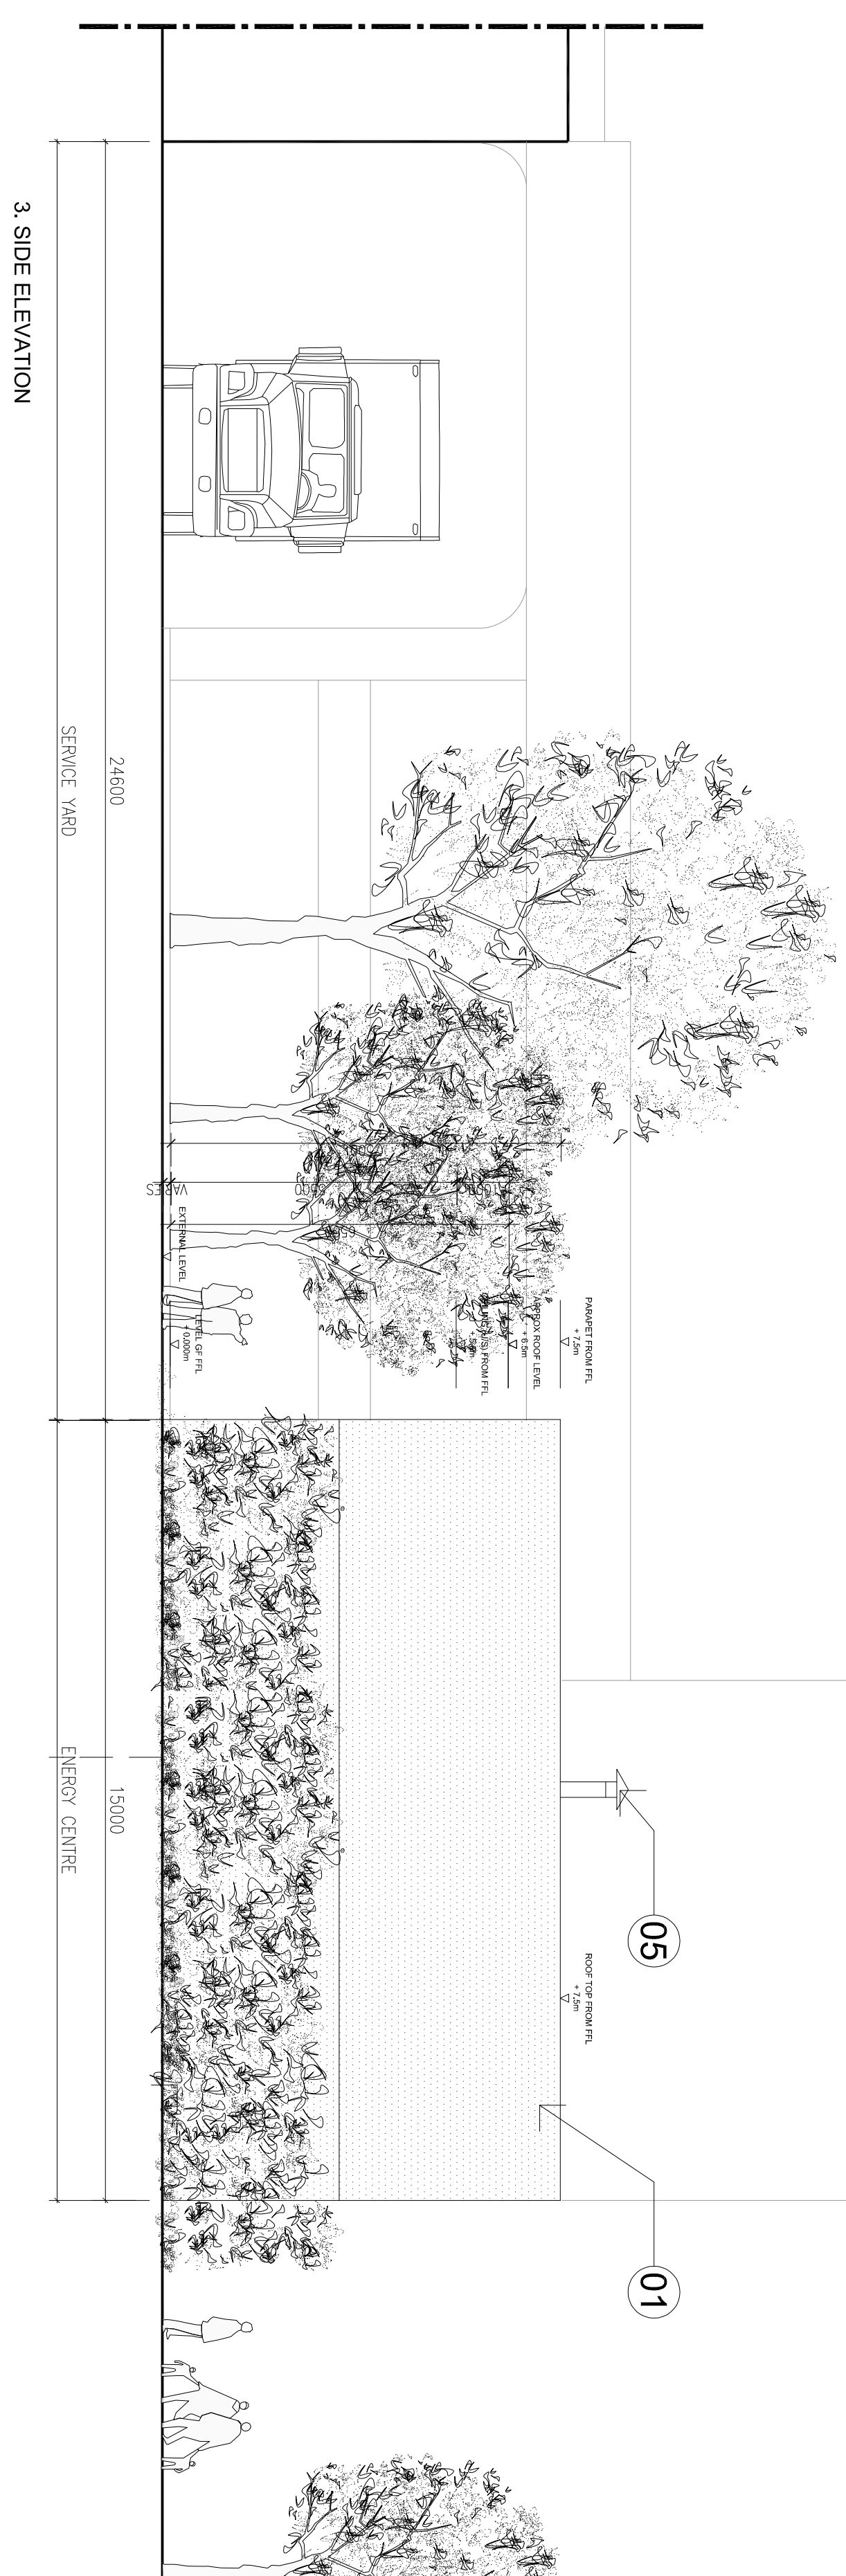 05
01
PARAPET FROM FFL
+ 7.5m
APPROX ROOF LEVEL
+ 6.5m
FROM FFL
LEVEL GF FFL
+ 0.000m
EXTERNAL LEVEL
VARIES
ROOF TOP FROM FFL
+ 7.5m
24600
15000
SERVICE YARD
ENERGY CENTRE
3. SIDE ELEVATION